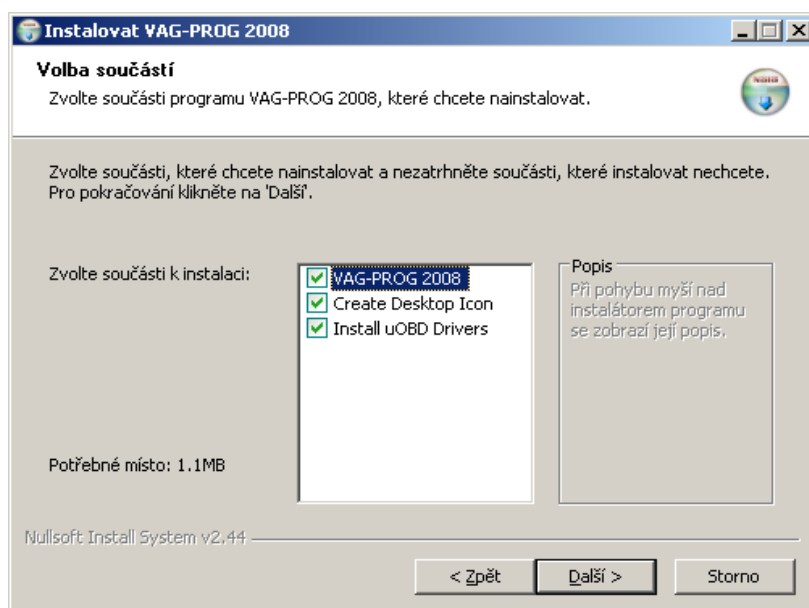 Instalovat VAG-PROG 2008
Volba součástí
Zvolte součásti programu VAG-PROG 2008, které chcete nainstalovat.
Zvolte součásti, které chcete nainstalovat a nezatrhněte součásti, které instalovat nechcete.
Pro pokračování klikněte na 'Další'.
Zvolte součásti k instalaci:
VAG-PROG 2008
Create Desktop Icon
Install uOBD Drivers
Popis
Při pohybu myší nad
instalátorem programu
se zobrazí její popis.
Potřebné místo: 1.1MB
Nullsoft Install System v2.44
< Zpět
Další >
Storno